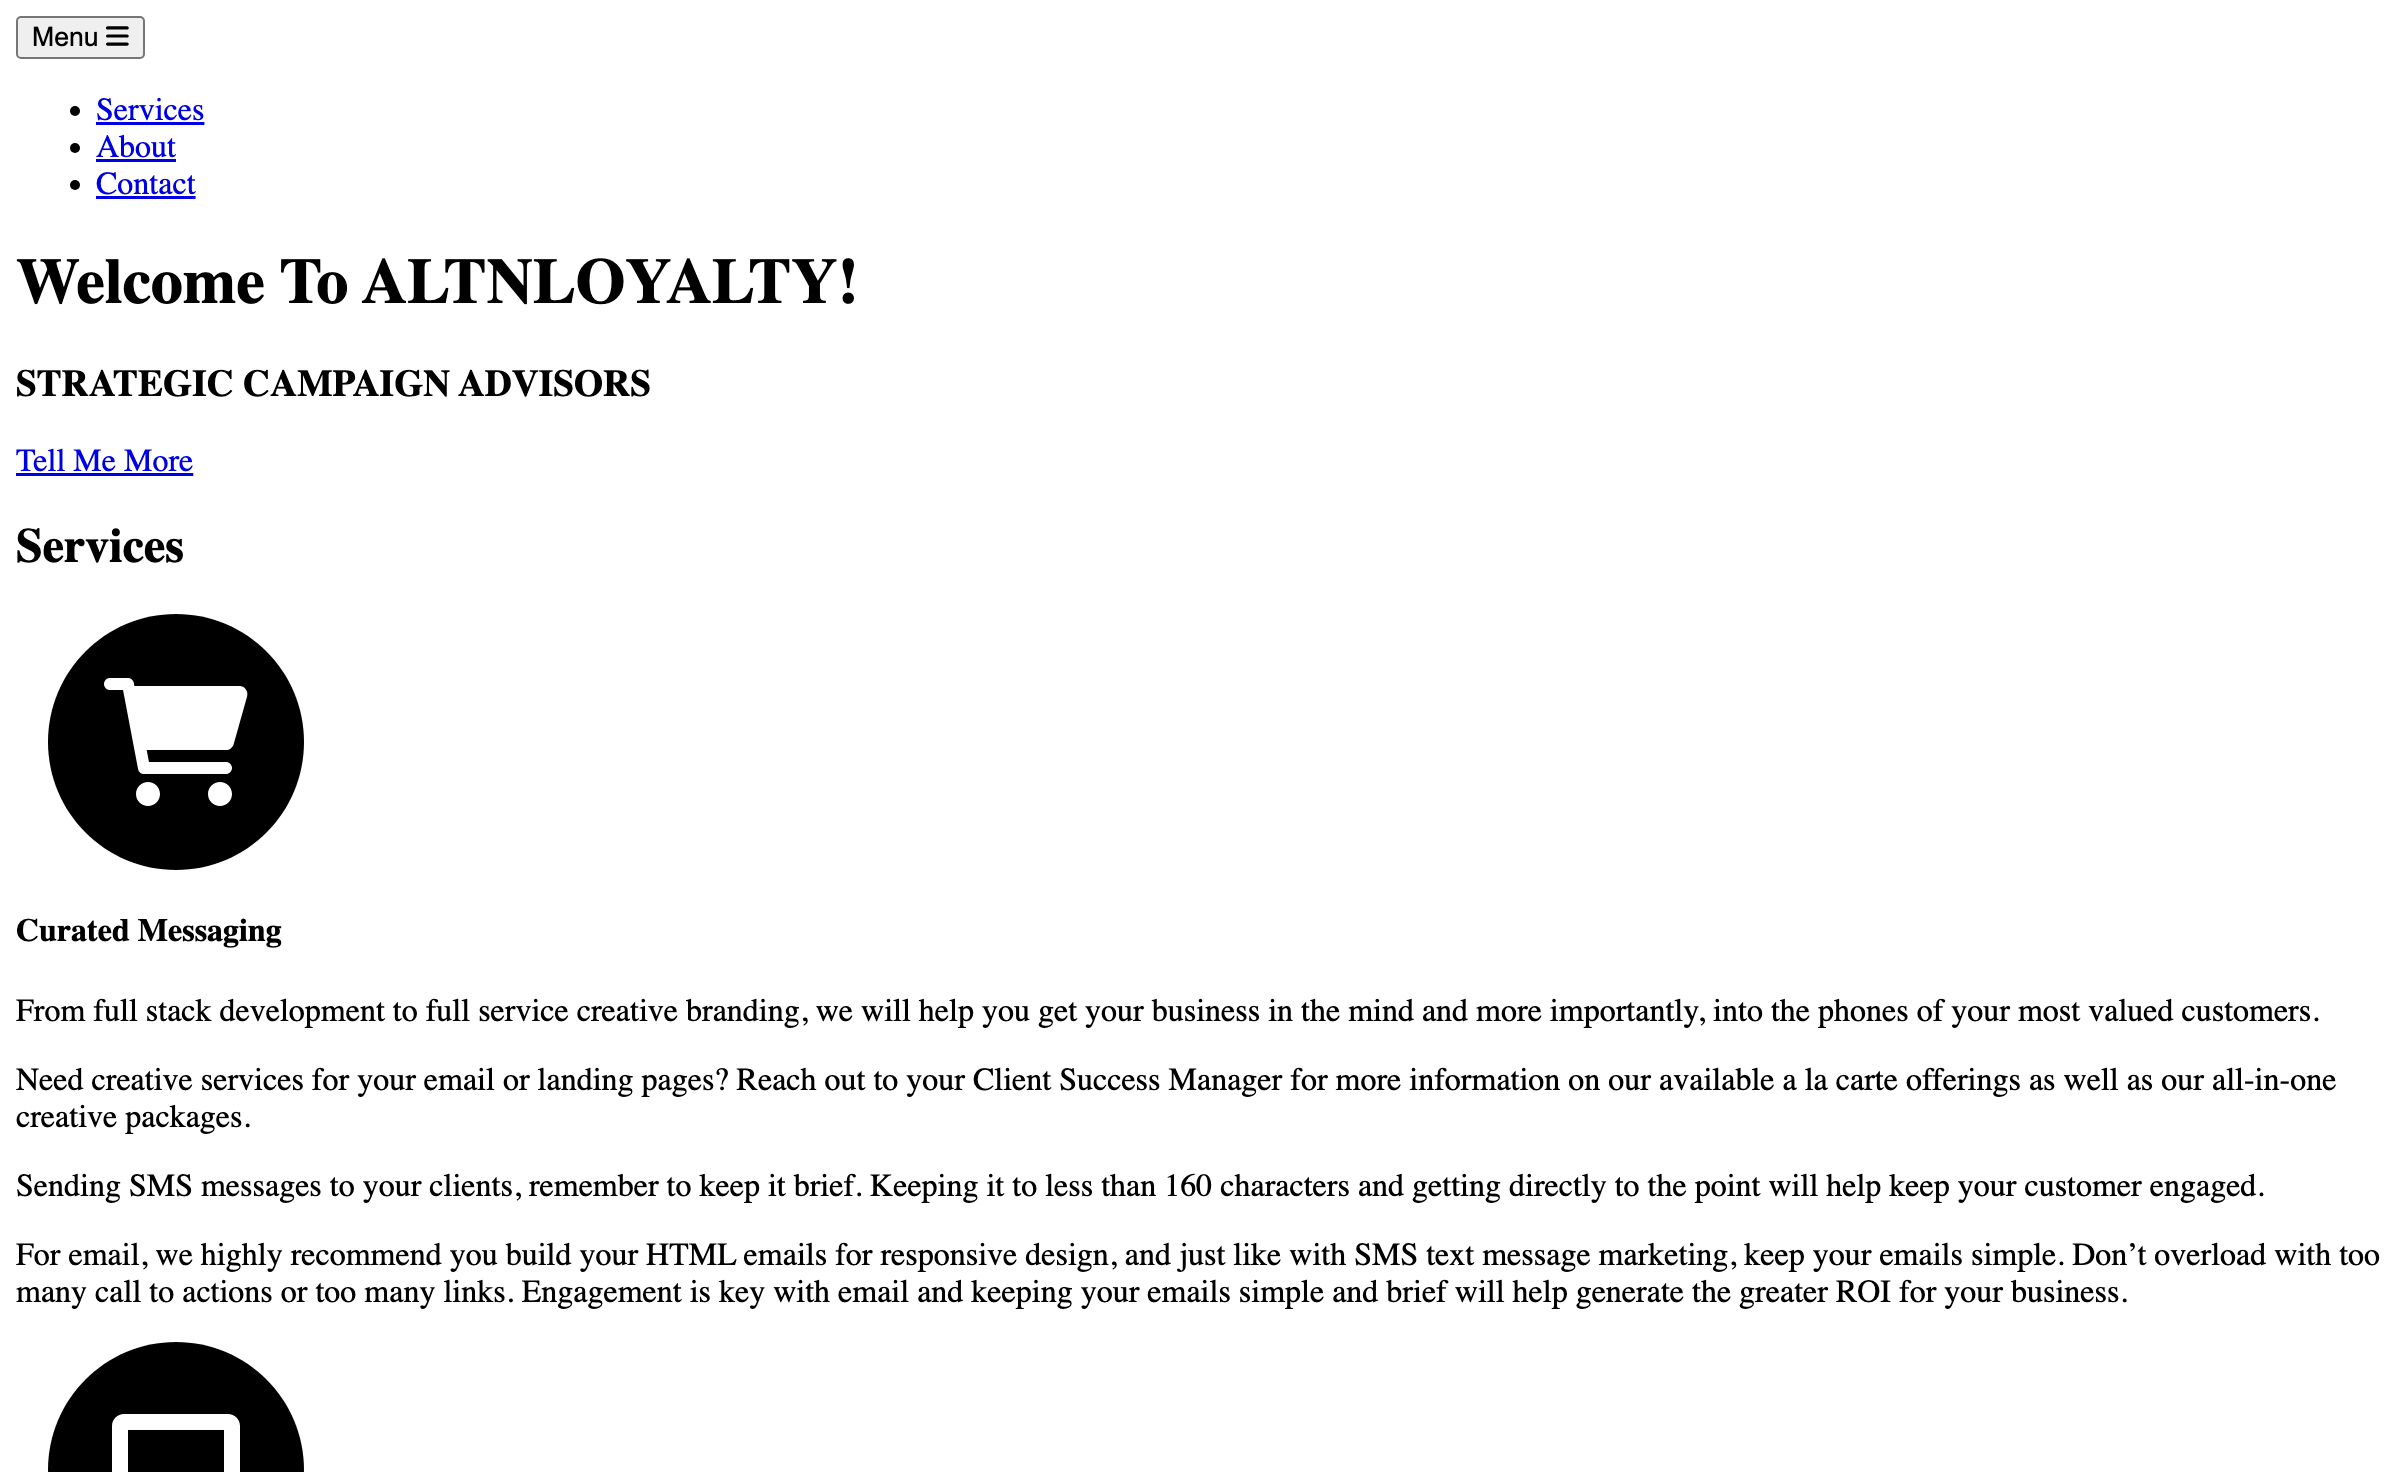 Menu
Services
About
Contact
Welcome To ALTNLOYALTY!
STRATEGIC CAMPAIGN ADVISORS
Tell Me More
Services
Curated Messaging
From full stack development to full service creative branding, we will help you get your business in the mind and more importantly, into the phones of your most valued customers.
Need creative services for your email or landing pages? Reach out to your Client Success Manager for more information on our available a la carte offerings as well as our all-in-one
creative packages.
Sending SMS messages to your clients, remember to keep it brief. Keeping it to less than 160 characters and getting directly to the point will help keep your customer engaged.
For email, we highly recommend you build your HTML emails for responsive design, and just like with SMS text message marketing, keep your emails simple. Don’t overload with too
many call to actions or too many links. Engagement is key with email and keeping your emails simple and brief will help generate the greater ROI for your business.